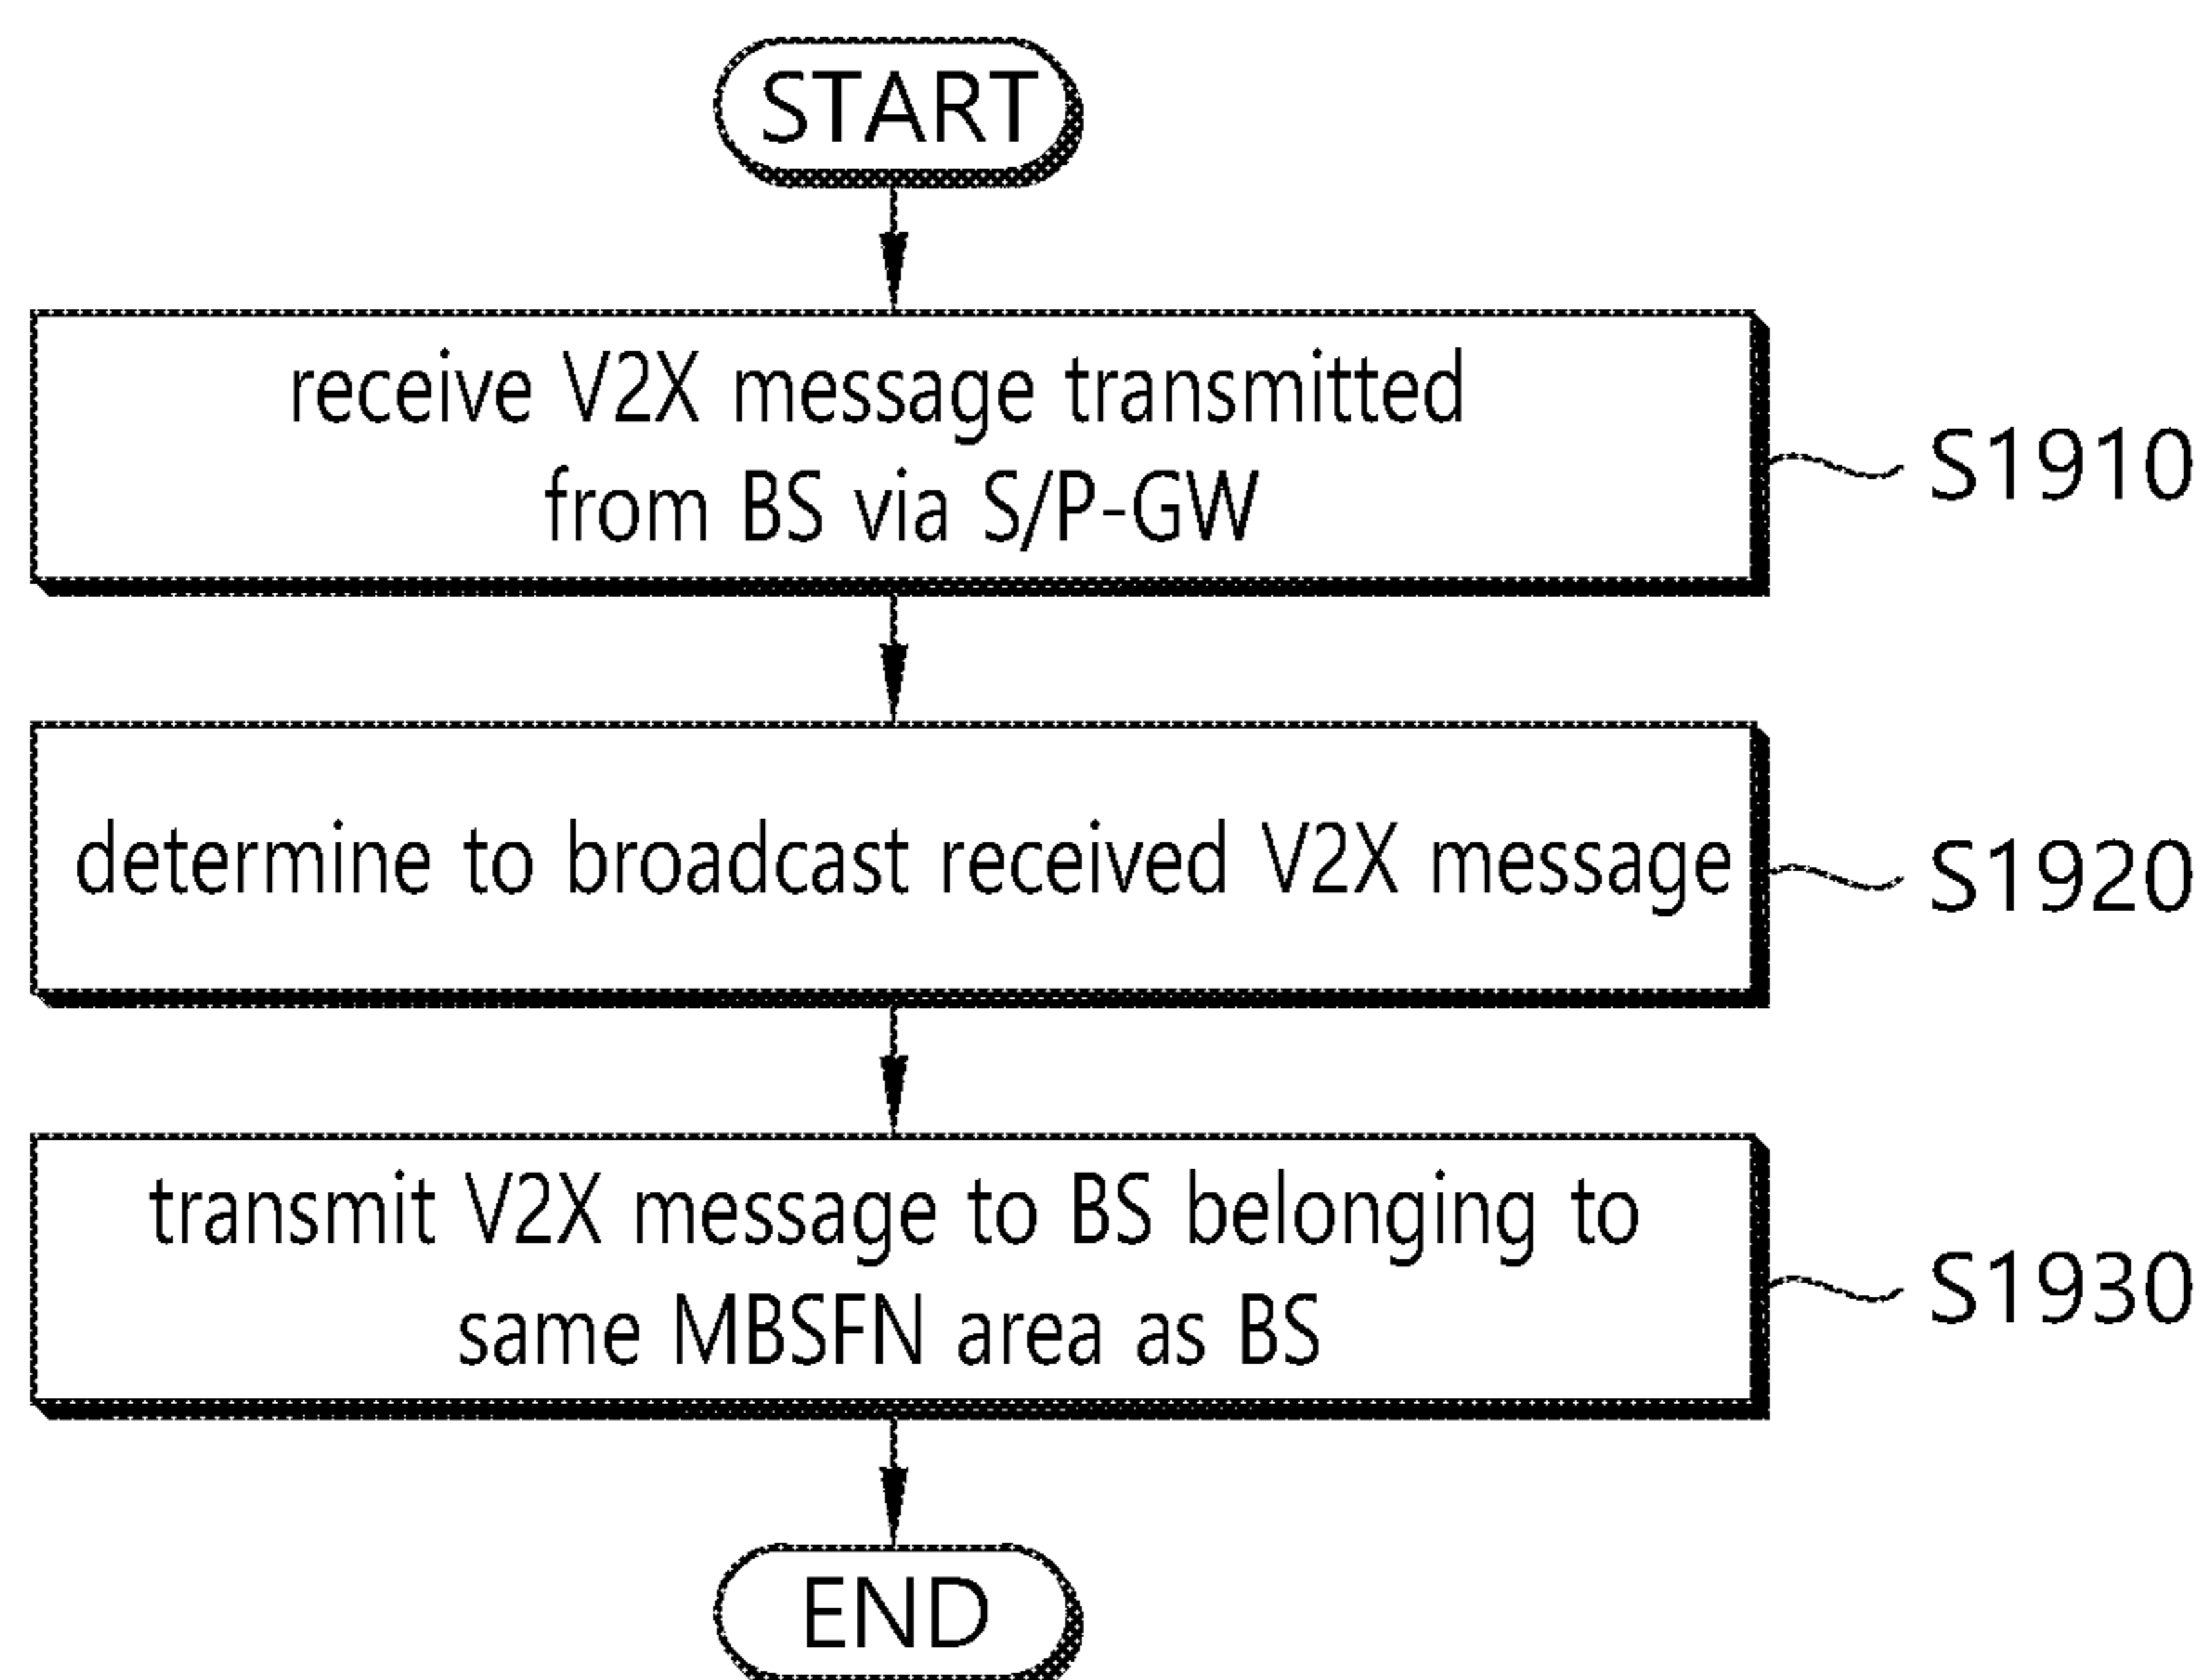 START
receive V2X message transmitted
from BS via S/P-GW
S1910
determine to broadcast received V2X message
S1920
transmit V2X message to BS belonging to
same MBSFN area as BS
S1930
END